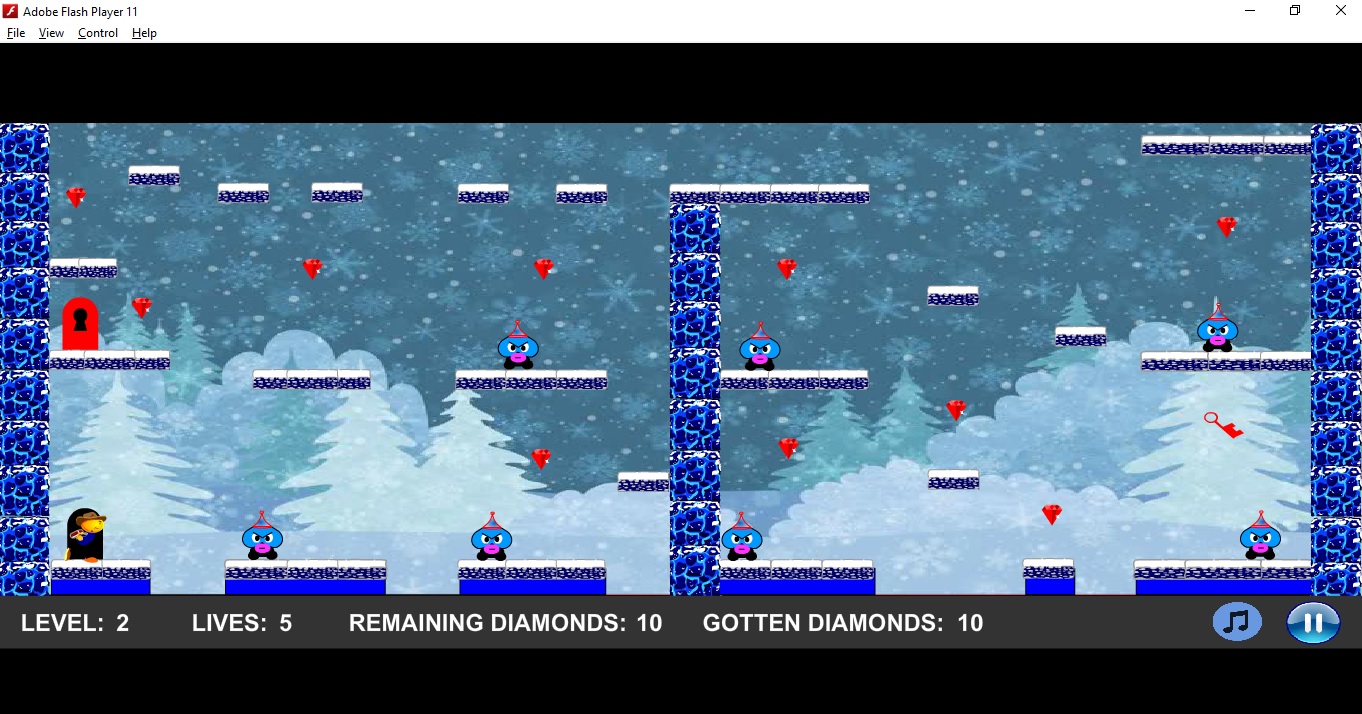 Adobe Flash Player 11
File View Control Help
LEVEL: 2 LIVES: 5 REMAINING DIAMONDS: 10 GOTTEN DIAMONDS: 10